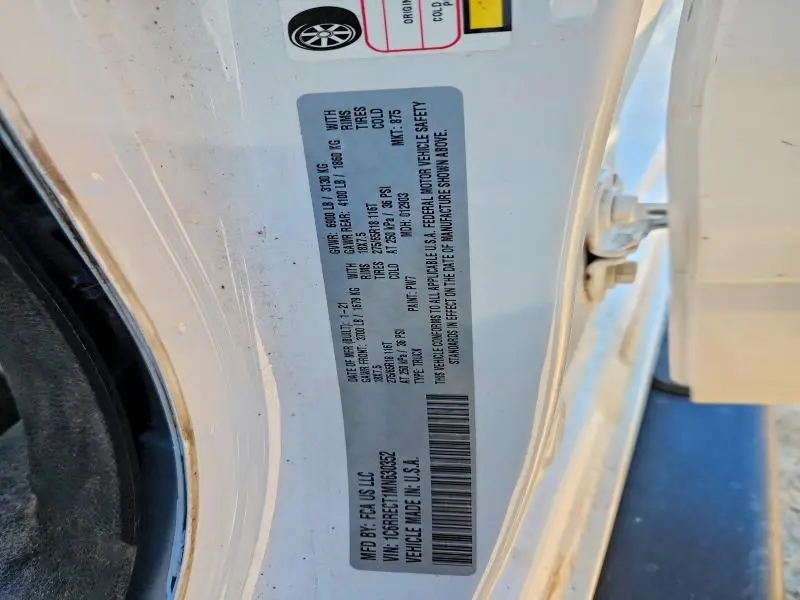 ORIGIN
COLD
MFD BY: FCA US LLC
DATE OF MFR (BUILT): 1-21
GVWR: 6900 LB / 3130 KG
GAWR FRONT: 3700 LB / 1679 KG WITH
GAWR REAR: 4100 LB / 1860 KG WITH
18X7.5 RIMS
18X7.5 RIMS
275/65R18 116T TIRES
275/65R18 116T TIRES
AT 250 kPa / 36 PSI COLD
AT 250 kPa / 36 PSI COLD
VIN: 1C6RRECT1MN630352
TYPE: TRUCK
PAINT: PW7
MDH: 012903
MKT: 875
VEHICLE MADE IN: U.S.A.
THIS VEHICLE CONFORMS TO ALL APPLICABLE U.S.A. FEDERAL MOTOR VEHICLE SAFETY
STANDARDS IN EFFECT ON THE DATE OF MANUFACTURE SHOWN ABOVE.